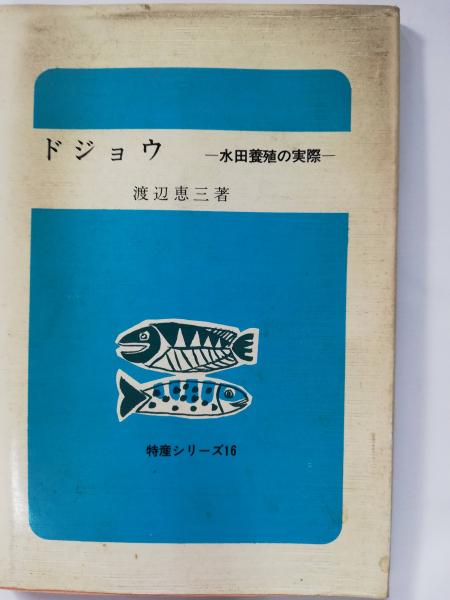 ドジョウ ―水田養殖の実際―
渡辺恵三著
特産シリーズ16